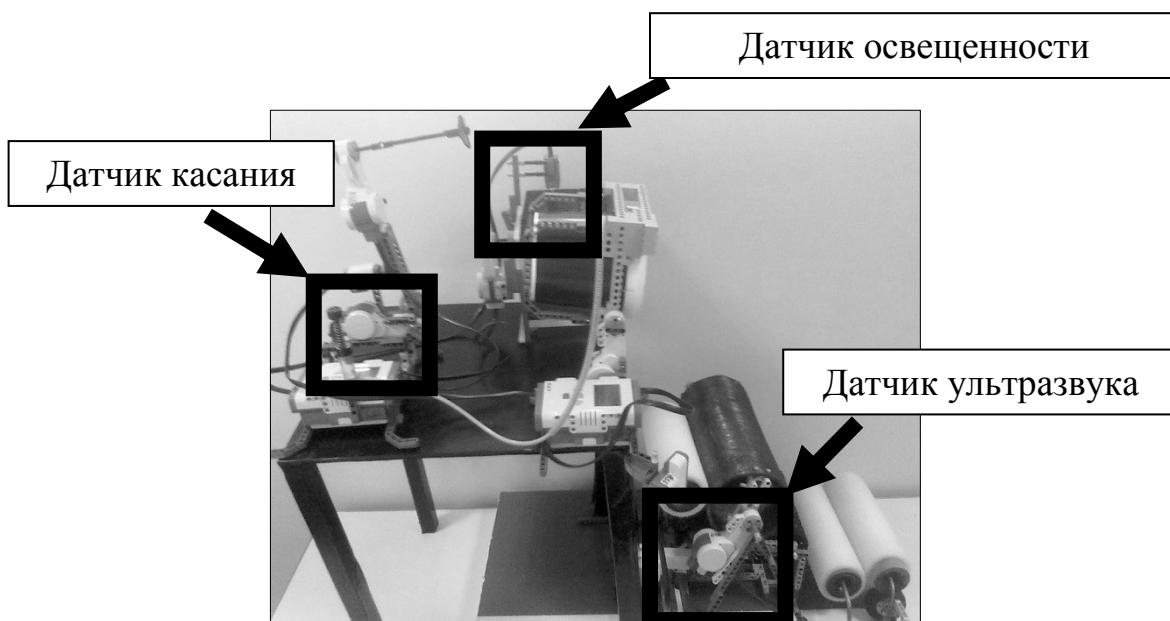 Датчик освещенности
Датчик касания
Датчик ультразвука